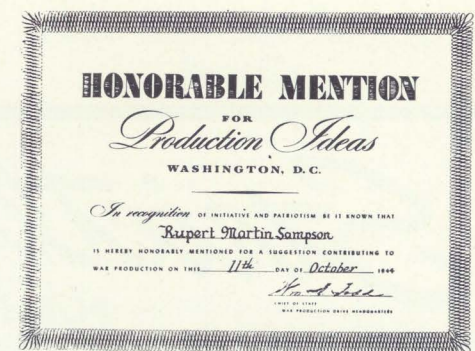 HONORABLE MENTION
FOR
Production Ideas
WASHINGTON, D.C.
In recognition OF INITIATIVE AND PATRIOTISM BE IT KNOWN THAT
Rupert Martin Sampson
IS HEREBY HONORABLY MENTIONED FOR A SUGGESTION CONTRIBUTING TO
WAR PRODUCTION ON THIS 11th DAY OF October 1944
CHIEF OF STAFF
WAR PRODUCTION DRIVE HEADQUARTERS